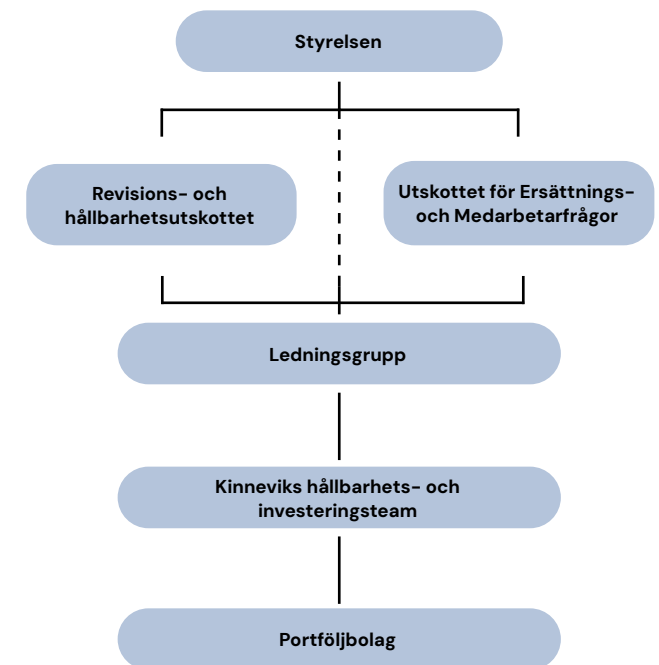 Styrelsen
Revisions- och
hållbarhetsutskottet
Utskottet för Ersättnings-
och Medarbetarfrågor
Ledningsgrupp
Kinneviks hållbarhets- och
investeringsteam
Portföljbolag